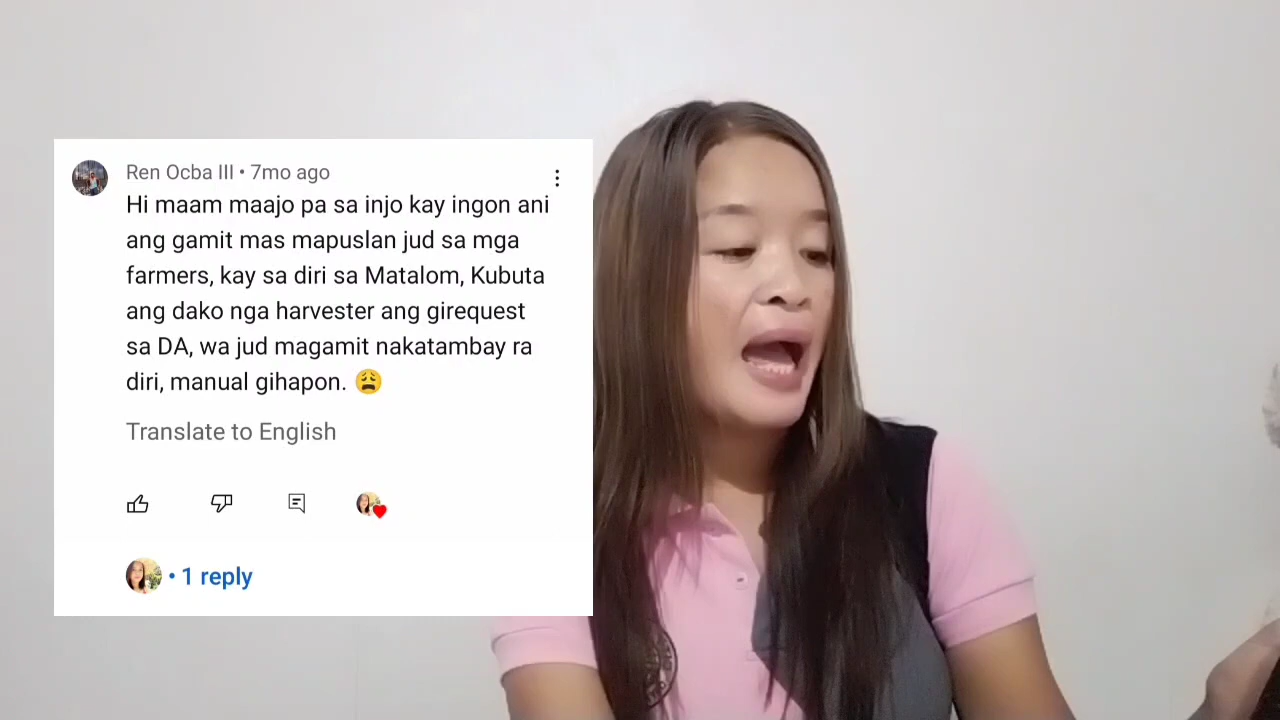 Ren Ocba III • 7mo ago
Hi maam maajo pa sa injo kay ingon ani
ang gamit mas mapuslan jud sa mga
farmers, kay sa diri sa Matalom, Kubuta
ang dako nga harvester ang girequest
sa DA, wa jud magamit nakatambay ra
diri, manual gihapon. 😩
Translate to English
• 1 reply